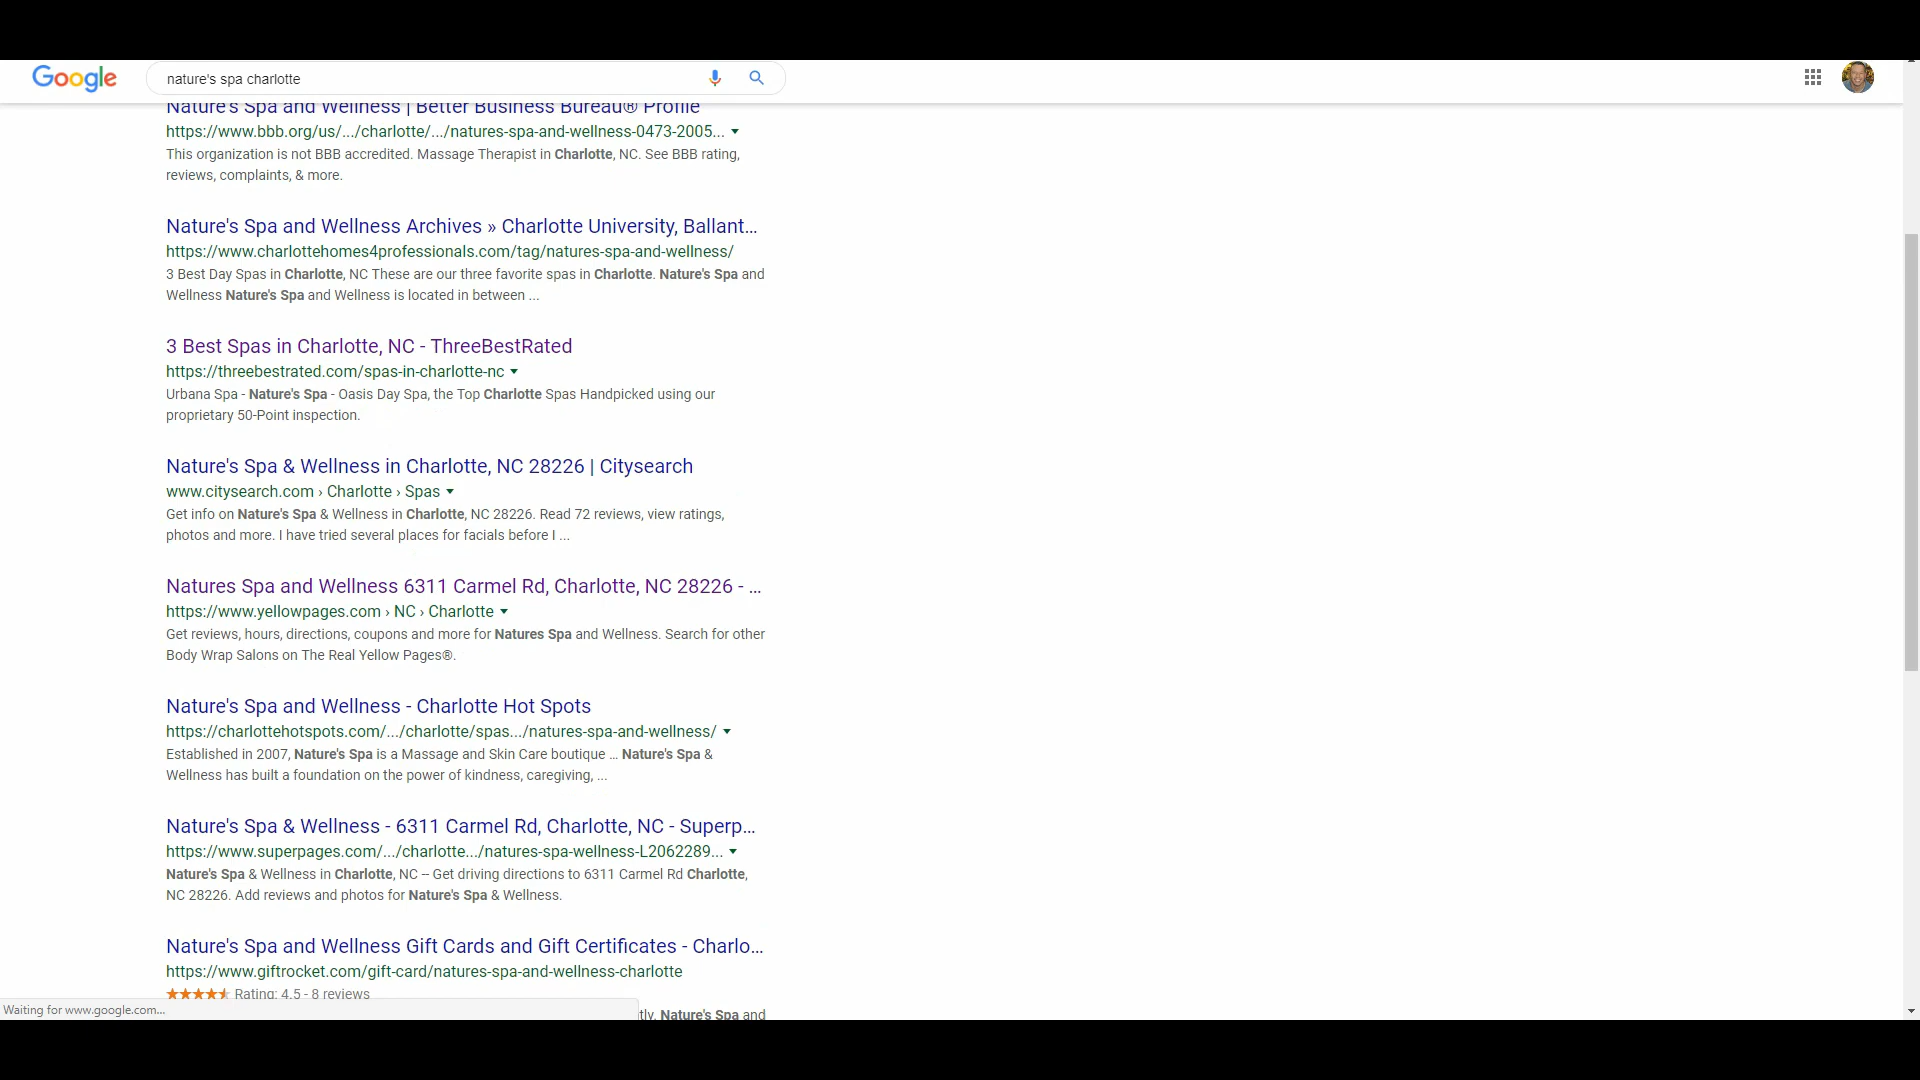 Google
nature's spa charlotte
Nature's Spa and Wellness | Better Business Bureau® Profile
https://www.bbb.org/us/.../charlotte/.../natures-spa-and-wellness-0473-2005...
This organization is not BBB accredited. Massage Therapist in Charlotte, NC. See BBB rating,
reviews, complaints, & more.
Nature's Spa and Wellness Archives » Charlotte University, Ballant...
https://www.charlottehomes4professionals.com/tag/natures-spa-and-wellness/
3 Best Day Spas in Charlotte, NC These are our three favorite spas in Charlotte. Nature's Spa and
Wellness Nature's Spa and Wellness is located in between ...
3 Best Spas in Charlotte, NC - ThreeBestRated
https://threebestrated.com/spas-in-charlotte-nc
Urbana Spa - Nature's Spa - Oasis Day Spa, the Top Charlotte Spas Handpicked using our
proprietary 50-Point inspection.
Nature's Spa & Wellness in Charlotte, NC 28226 | Citysearch
www.citysearch.com › Charlotte › Spas
Get info on Nature's Spa & Wellness in Charlotte, NC 28226. Read 72 reviews, view ratings,
photos and more. I have tried several places for facials before I ...
Natures Spa and Wellness 6311 Carmel Rd, Charlotte, NC 28226 - ...
https://www.yellowpages.com › NC › Charlotte
Get reviews, hours, directions, coupons and more for Natures Spa and Wellness. Search for other
Body Wrap Salons on The Real Yellow Pages®.
Nature's Spa and Wellness - Charlotte Hot Spots
https://charlottehotspots.com/.../charlotte/spas.../natures-spa-and-wellness/
Established in 2007, Nature's Spa is a Massage and Skin Care boutique ... Nature's Spa &
Wellness has built a foundation on the power of kindness, caregiving, ...
Nature's Spa & Wellness - 6311 Carmel Rd, Charlotte, NC - Superp...
https://www.superpages.com/.../charlotte.../natures-spa-wellness-L2062289...
Nature's Spa & Wellness in Charlotte, NC -- Get driving directions to 6311 Carmel Rd Charlotte,
NC 28226. Add reviews and photos for Nature's Spa & Wellness.
Nature's Spa and Wellness Gift Cards and Gift Certificates - Charlo...
https://www.giftrocket.com/gift-card/natures-spa-and-wellness-charlotte
Rating: 4.5 - 8 reviews
Waiting for www.google.com...
Nature's Spa and